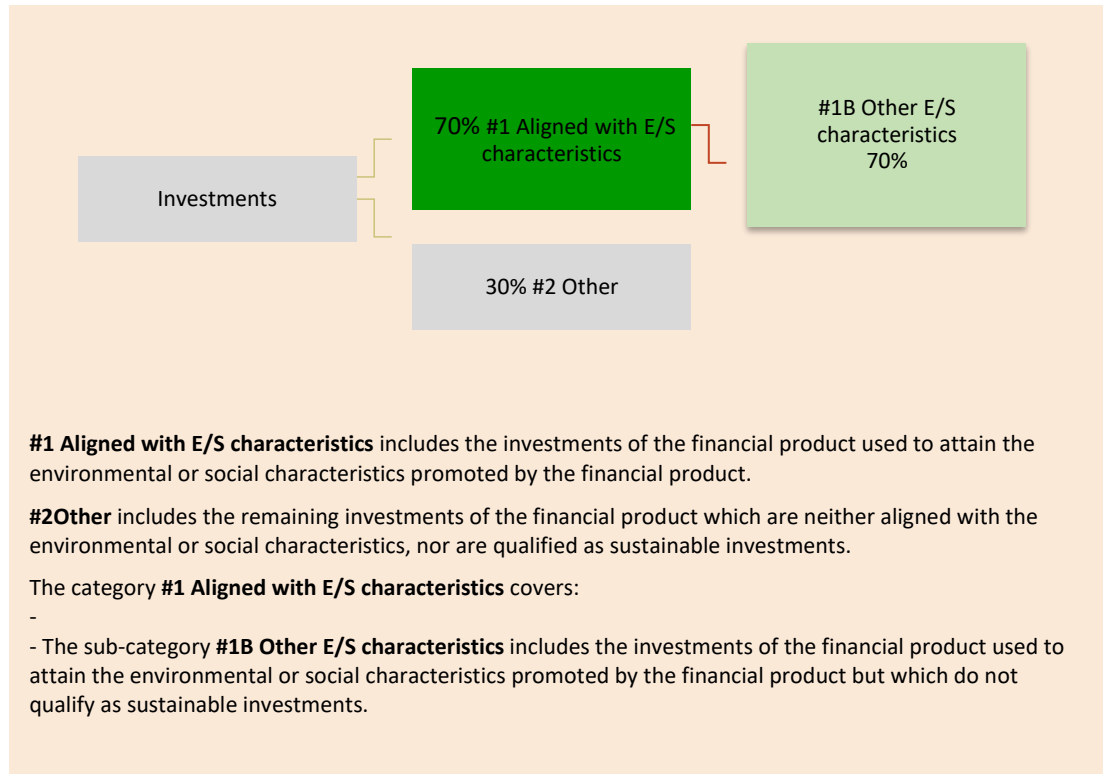 70% #1 Aligned with E/S
characteristics
#1B Other E/S
characteristics
70%
Investments
30% #2 Other
#1 Aligned with E/S characteristics includes the investments of the financial product used to attain the
environmental or social characteristics promoted by the financial product.
#2Other includes the remaining investments of the financial product which are neither aligned with the
environmental or social characteristics, nor are qualified as sustainable investments.
The category #1 Aligned with E/S characteristics covers:
-
- The sub-category #1B Other E/S characteristics includes the investments of the financial product used to
attain the environmental or social characteristics promoted by the financial product but which do not
qualify as sustainable investments.